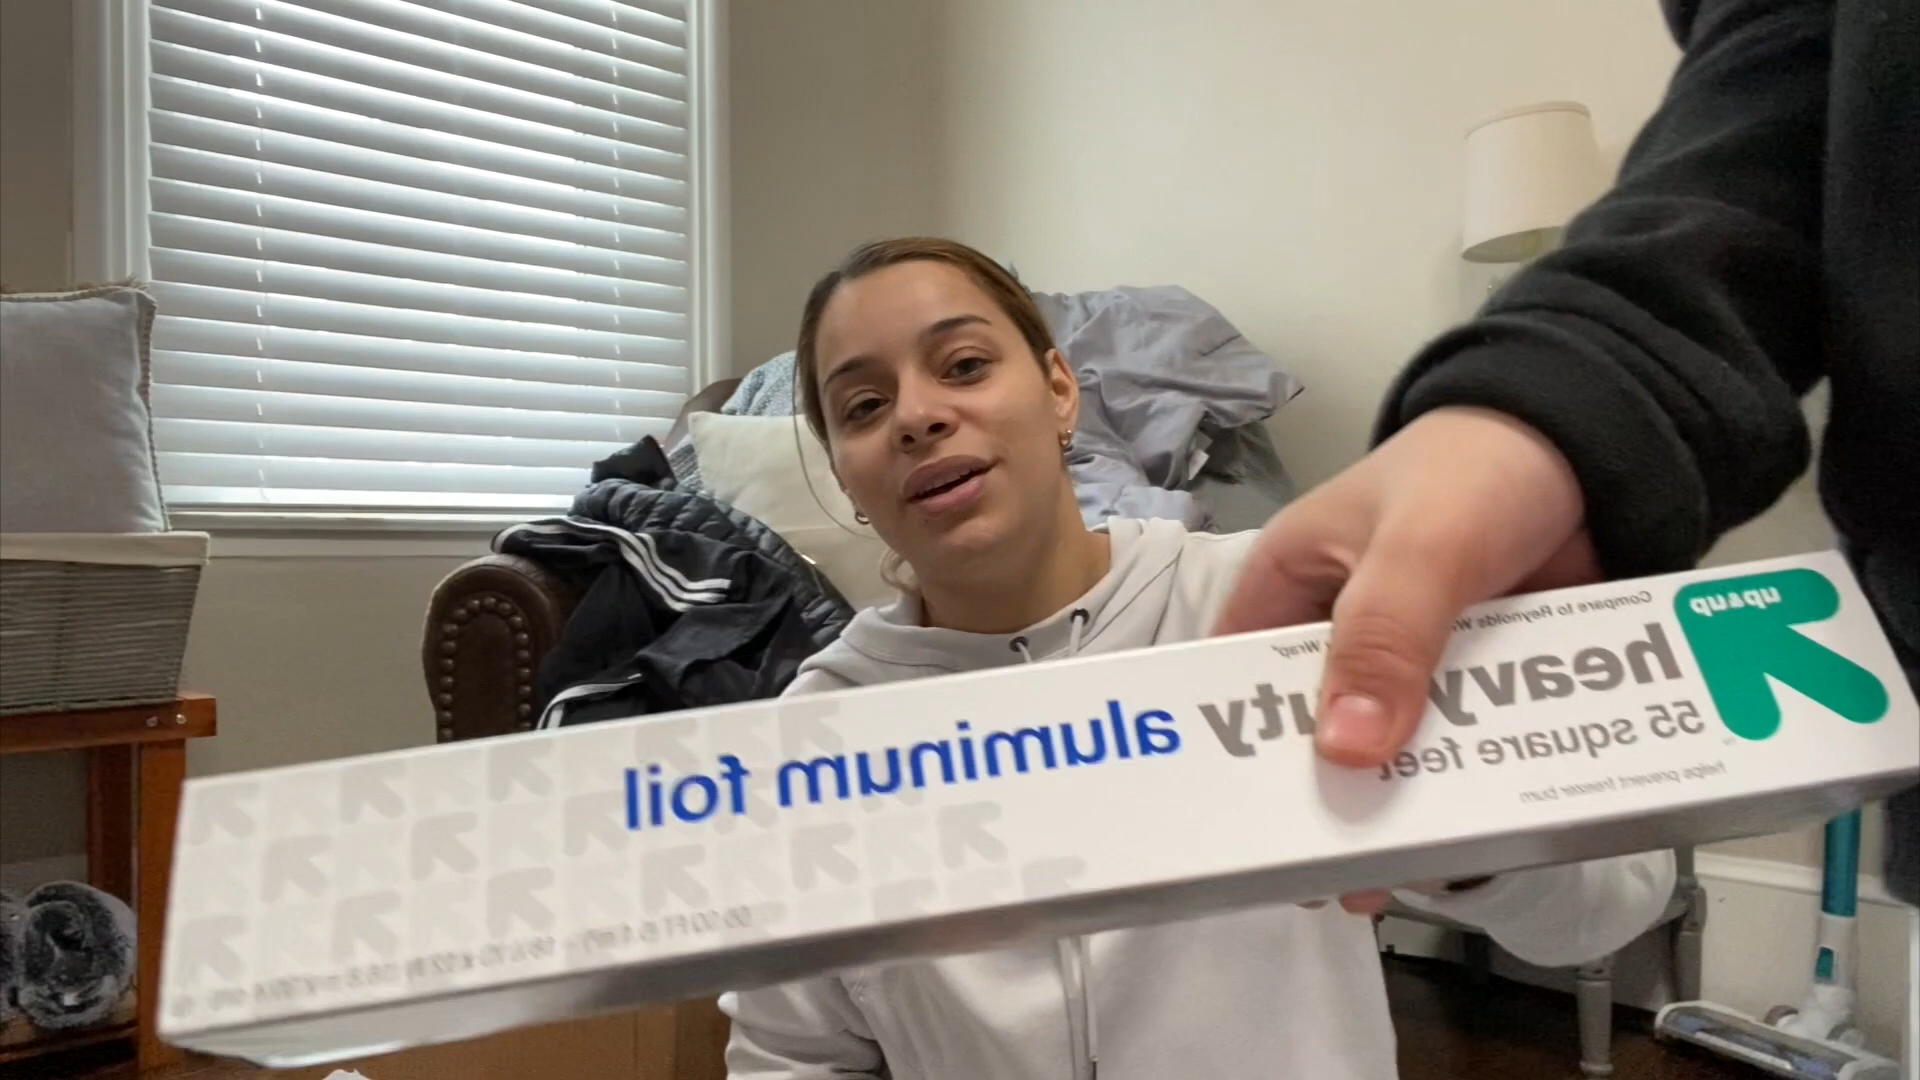 up&up
Compare to Reynolds Wrap®
heavy duty aluminum foil
55 square feet
helps prevent freezer burn